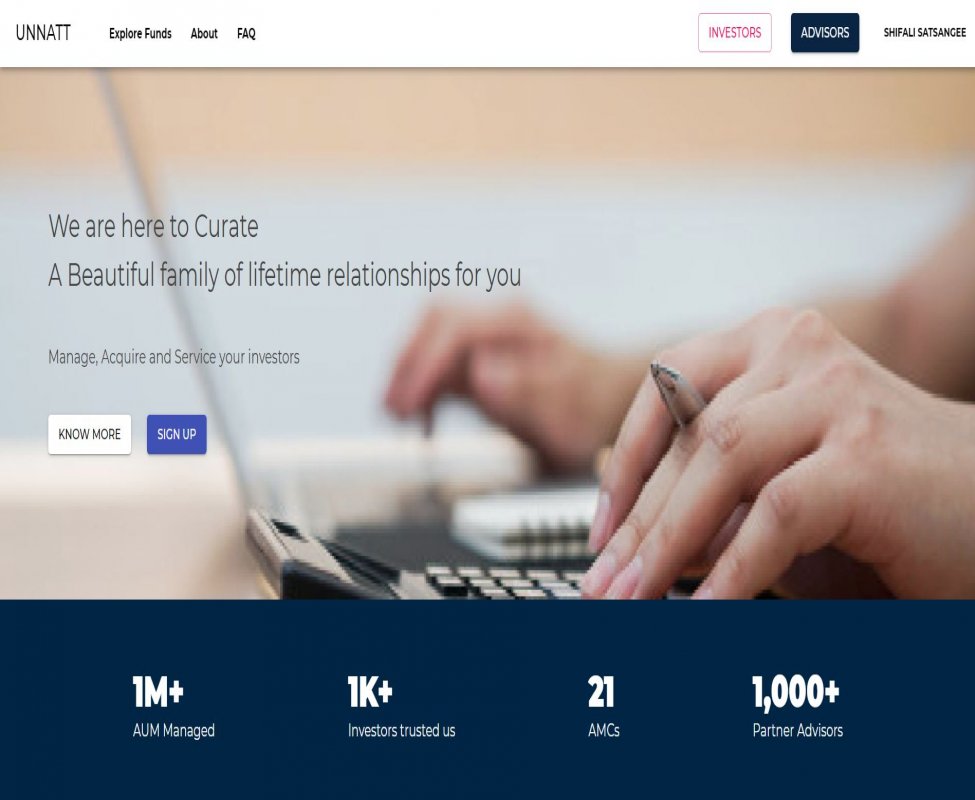 UNNATT
Explore Funds
About
FAQ
INVESTORS
ADVISORS
SHIFALI SATSANGEE
We are here to Curate
A Beautiful family of lifetime relationships for you
Manage, Acquire and Service your investors
KNOW MORE
SIGN UP
1M+
AUM Managed
1K+
Investors trusted us
21
AMCs
1,000+
Partner Advisors